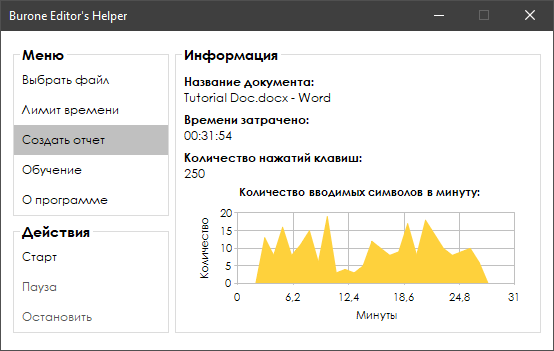 Burone Editor's Helper
Меню
Выбрать файл
Лимит времени
Создать отчет
Обучение
О программе
Действия
Старт
Пауза
Остановить
Информация
Название документа:
Tutorial Doc.docx - Word
Времени затрачено:
00:31:54
Количество нажатий клавиш:
250
Количество вводимых символов в минуту:
Количество
20
15
10
5
0
0 6,2 12,4 18,6 24,8 31
Минуты